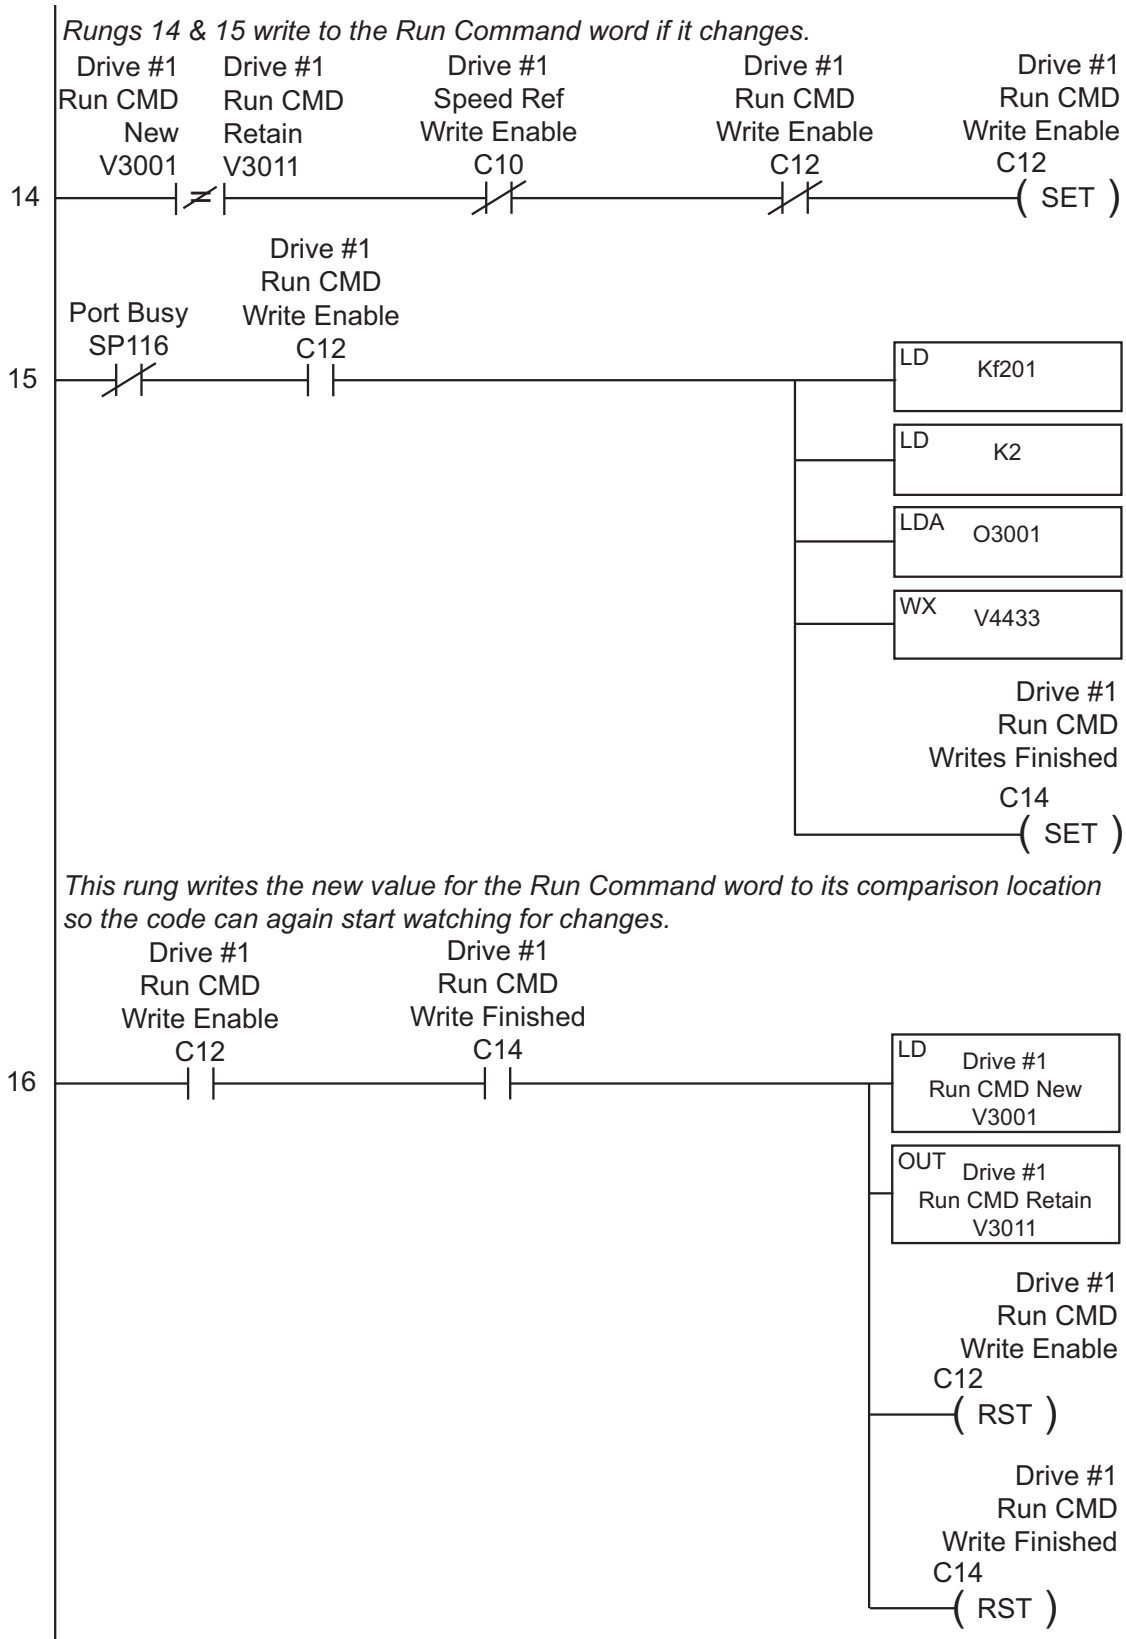 Rungs 14 & 15 write to the Run Command word if it changes.
Drive #1
Run CMD
New
V3001
Drive #1
Run CMD
Retain
V3011
Drive #1
Speed Ref
Write Enable
C10
Drive #1
Run CMD
Write Enable
C12
Drive #1
Run CMD
Write Enable
C12
14
=
( SET )
Drive #1
Run CMD
Write Enable
C12
Port Busy
SP116
15
LD
Kf201
LD
K2
LDA
O3001
WX
V4433
Drive #1
Run CMD
Writes Finished
C14
( SET )
This rung writes the new value for the Run Command word to its comparison location
so the code can again start watching for changes.
Drive #1
Run CMD
Write Enable
C12
Drive #1
Run CMD
Write Finished
C14
16
LD
Drive #1
Run CMD New
V3001
OUT
Drive #1
Run CMD Retain
V3011
Drive #1
Run CMD
Write Enable
C12
( RST )
Drive #1
Run CMD
Write Finished
C14
( RST )